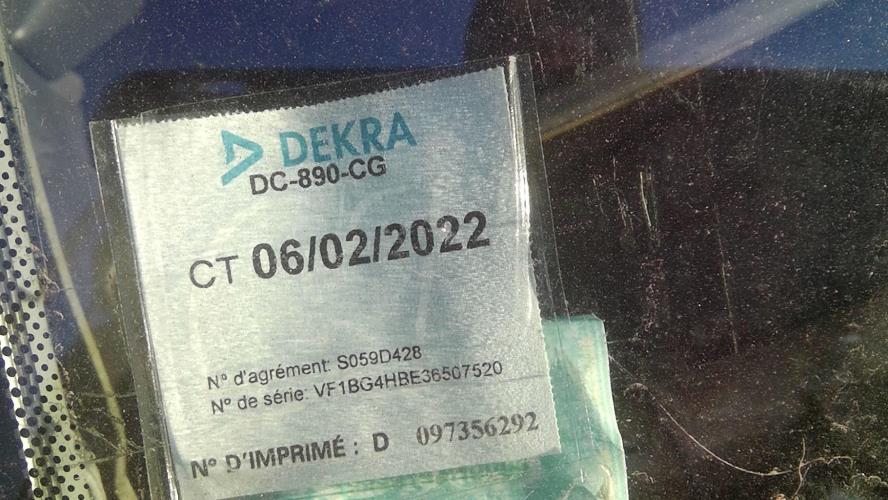 DEKRA
DC-890-CG
CT 06/02/2022
N° d'agrément: S059D428
N° de série: VF1BG4HBE36507520
N° D'IMPRIMÉ : D 097356292